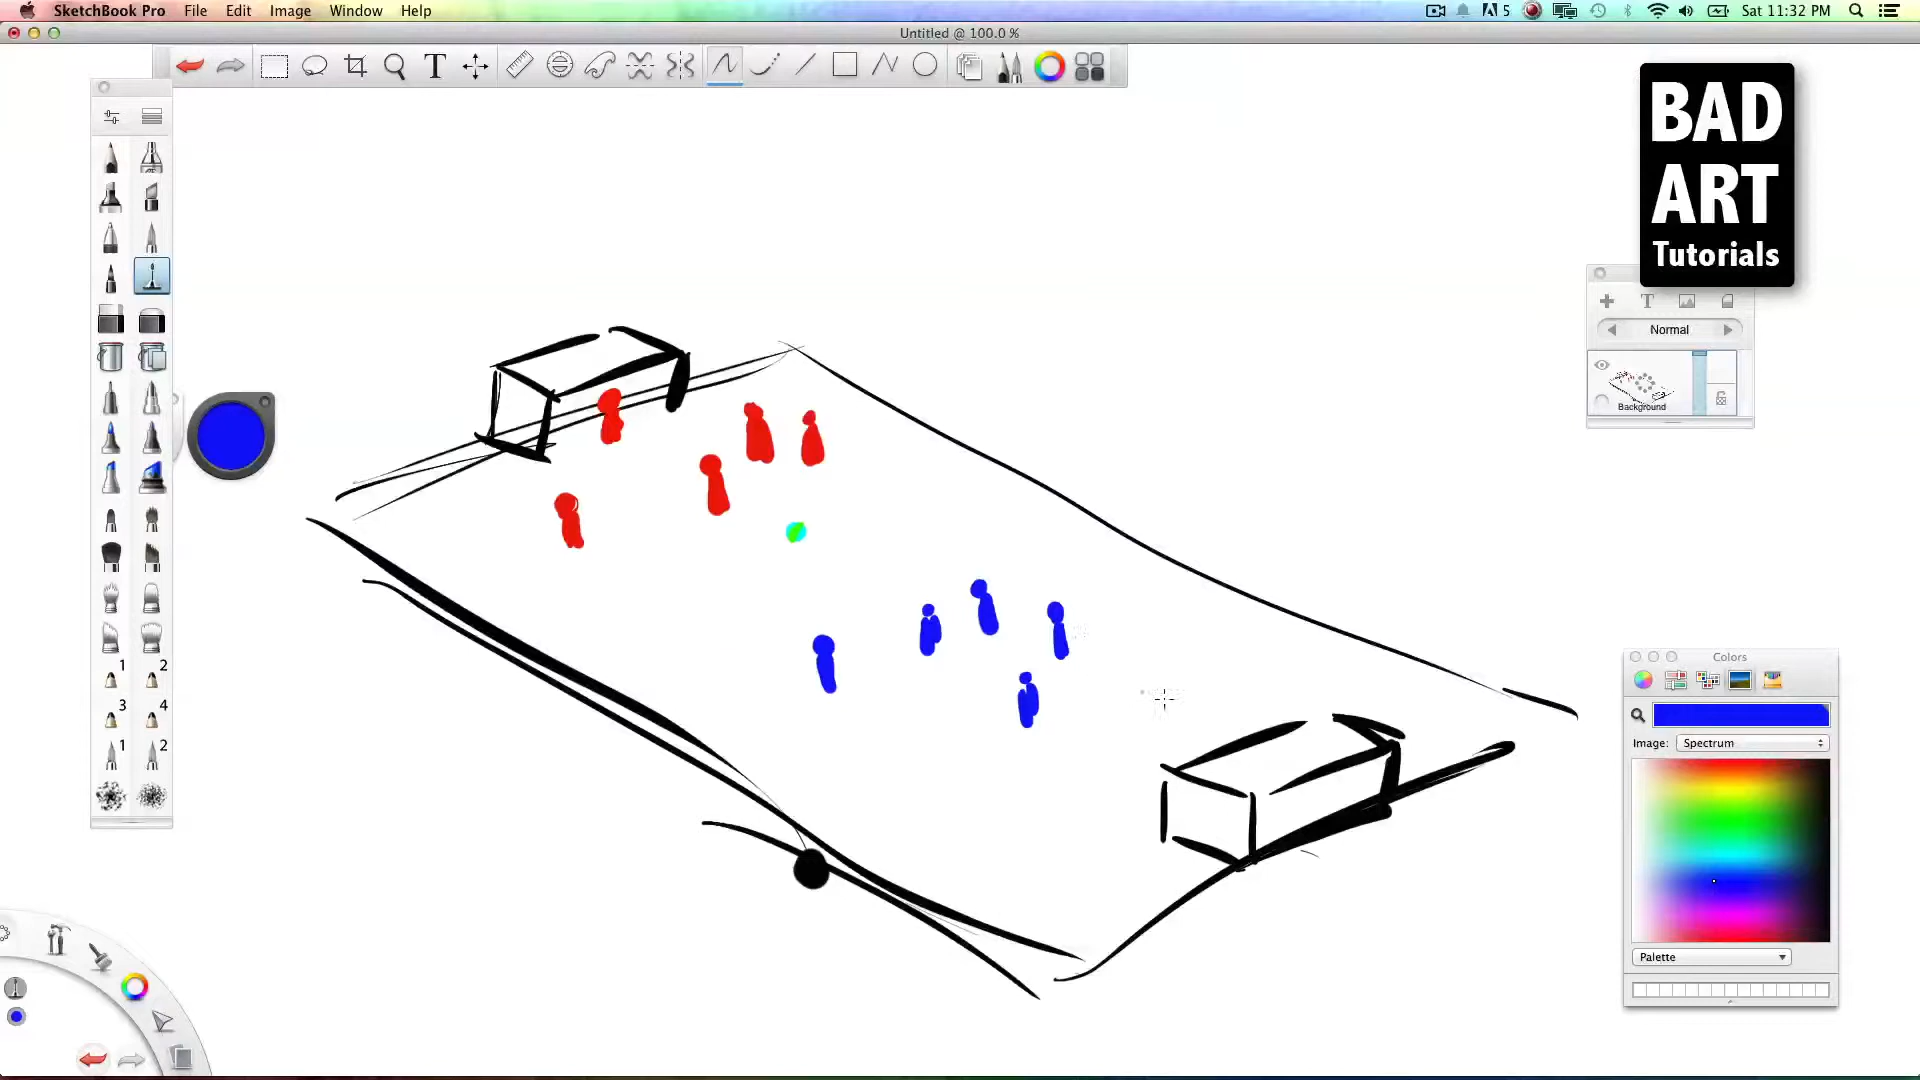 SketchBook Pro File Edit Image Window Help
5 Sat 11:32 PM
Untitled @ 100.0 %
T
BAD
ART
Tutorials
T
Normal
Background
1 2
3 4
1 2
Colors
Image: Spectrum
Palette